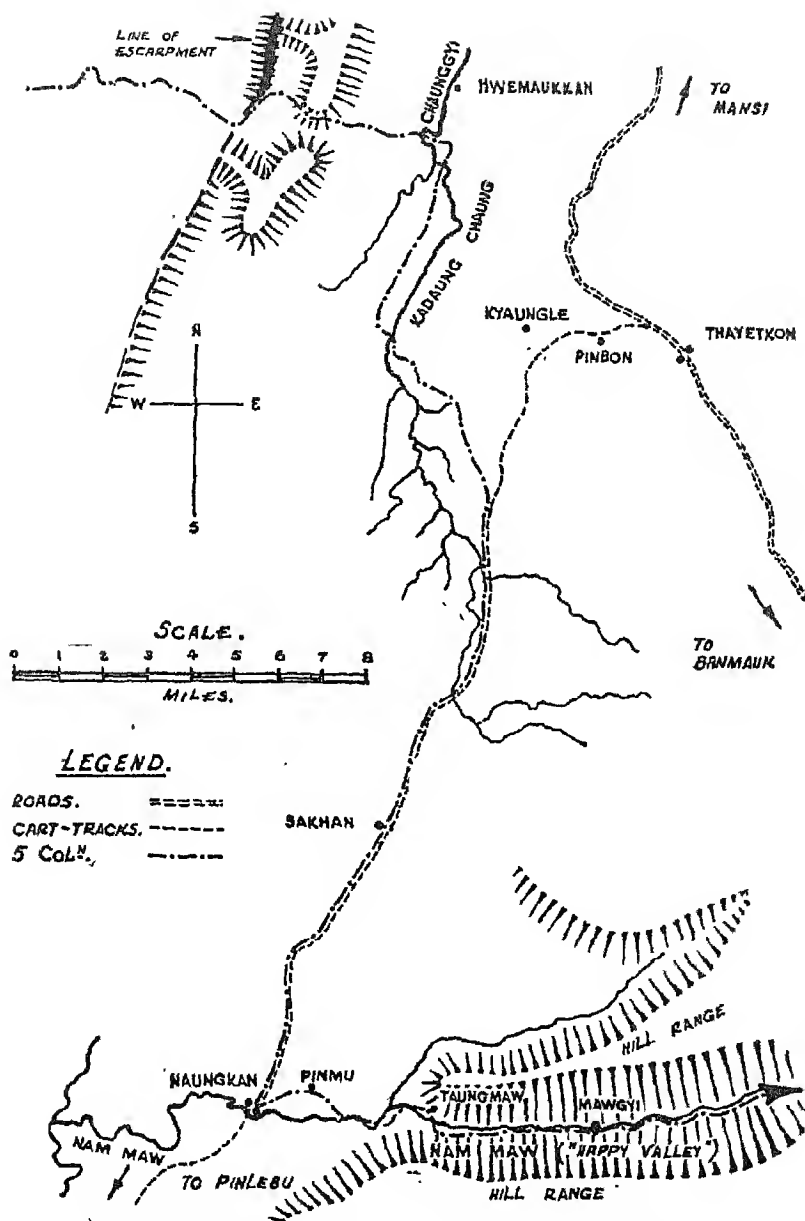 LINE OF
ESCARPMENT
CHAUNGGYI
HWEMAUKKAN
TO
MANSI
KADAUNG CHAUNG
KYAUNGLE
PINBON
THAYETKON
N
W
E
S
TO
BANMAUK
SCALE.
0 1 2 3 4 5 6 7 8
MILES.
LEGEND.
ROADS.
CART-TRACKS.
5 COLN.,
SAKHAN
HILL RANGE
NAUNGKAN
PINMU
TAUNGMAW
MAWGYI
NAM MAW
NAM MAW ("HAPPY VALLEY")
TO PINLEBU
HILL RANGE